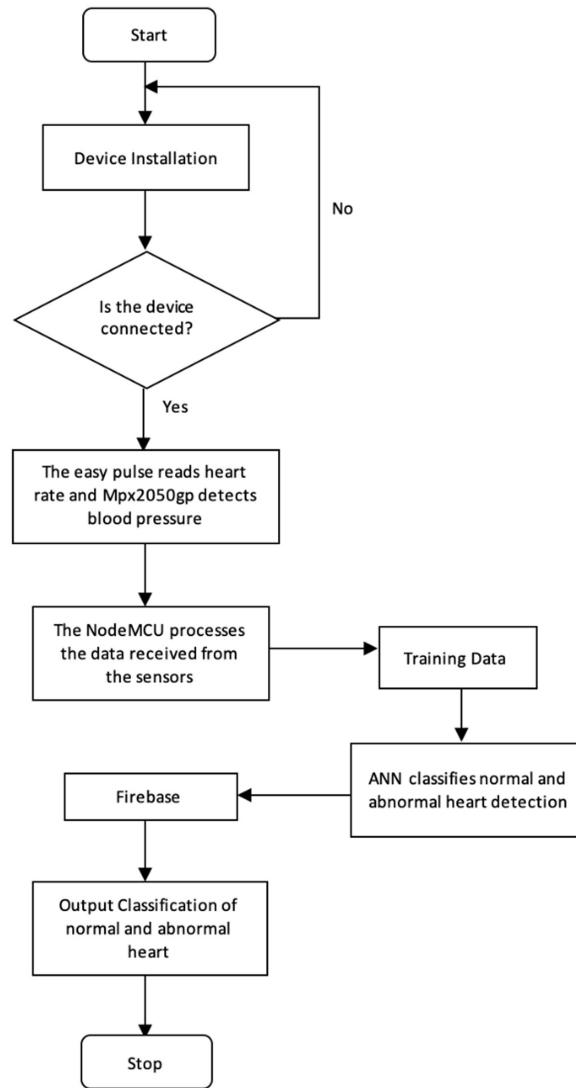 Start
Device Installation
No
Is the device
connected?
Yes
The easy pulse reads heart
rate and Mpx2050gp detects
blood pressure
The NodeMCU processes
the data received from
the sensors
Training Data
ANN classifies normal and
abnormal heart detection
Firebase
Output Classification of
normal and abnormal
heart
Stop